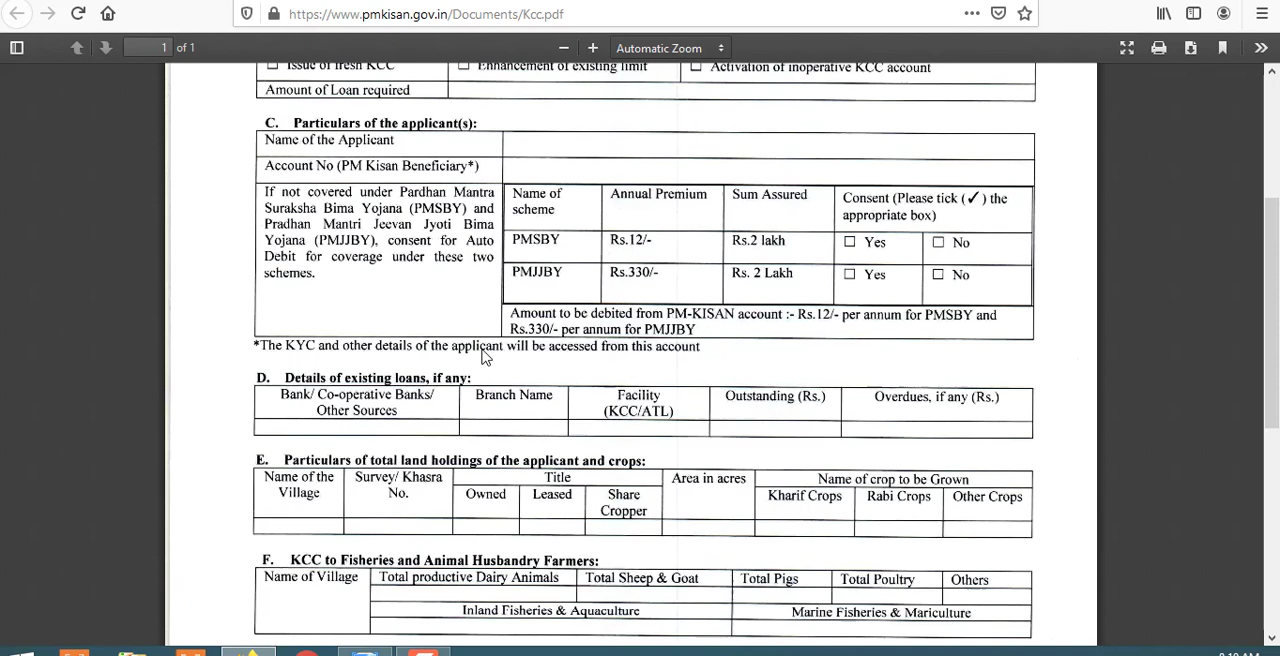 https://www.pmkisan.gov.in/Documents/Kcc.pdf
1 of 1
Automatic Zoom
Issue of fresh KCC
Enhancement of existing limit
Activation of inoperative KCC account
Amount of Loan required
C. Particulars of the applicant(s):
Name of the Applicant
Account No (PM Kisan Beneficiary*)
If not covered under Pardhan Mantra
Suraksha Bima Yojana (PMSBY) and
Pradhan Mantri Jeevan Jyoti Bima
Yojana (PMJJBY), consent for Auto
Debit for coverage under these two
schemes.
Name of
scheme
Annual Premium
Sum Assured
Consent (Please tick (✓) the
appropriate box)
PMSBY
Rs.12/-
Rs.2 lakh
Yes
No
PMJJBY
Rs.330/-
Rs. 2 Lakh
Yes
No
Amount to be debited from PM-KISAN account :- Rs.12/- per annum for PMSBY and
Rs.330/- per annum for PMJJBY
*The KYC and other details of the applicant will be accessed from this account
D. Details of existing loans, if any:
Bank/ Co-operative Banks/
Other Sources
Branch Name
Facility
(KCC/ATL)
Outstanding (Rs.)
Overdues, if any (Rs.)
E. Particulars of total land holdings of the applicant and crops:
Name of the
Village
Survey/ Khasra
No.
Title
Owned
Leased
Share
Cropper
Area in acres
Name of crop to be Grown
Kharif Crops
Rabi Crops
Other Crops
F. KCC to Fisheries and Animal Husbandry Farmers:
Name of Village
Total productive Dairy Animals
Total Sheep & Goat
Total Pigs
Total Poultry
Others
Inland Fisheries & Aquaculture
Marine Fisheries & Mariculture